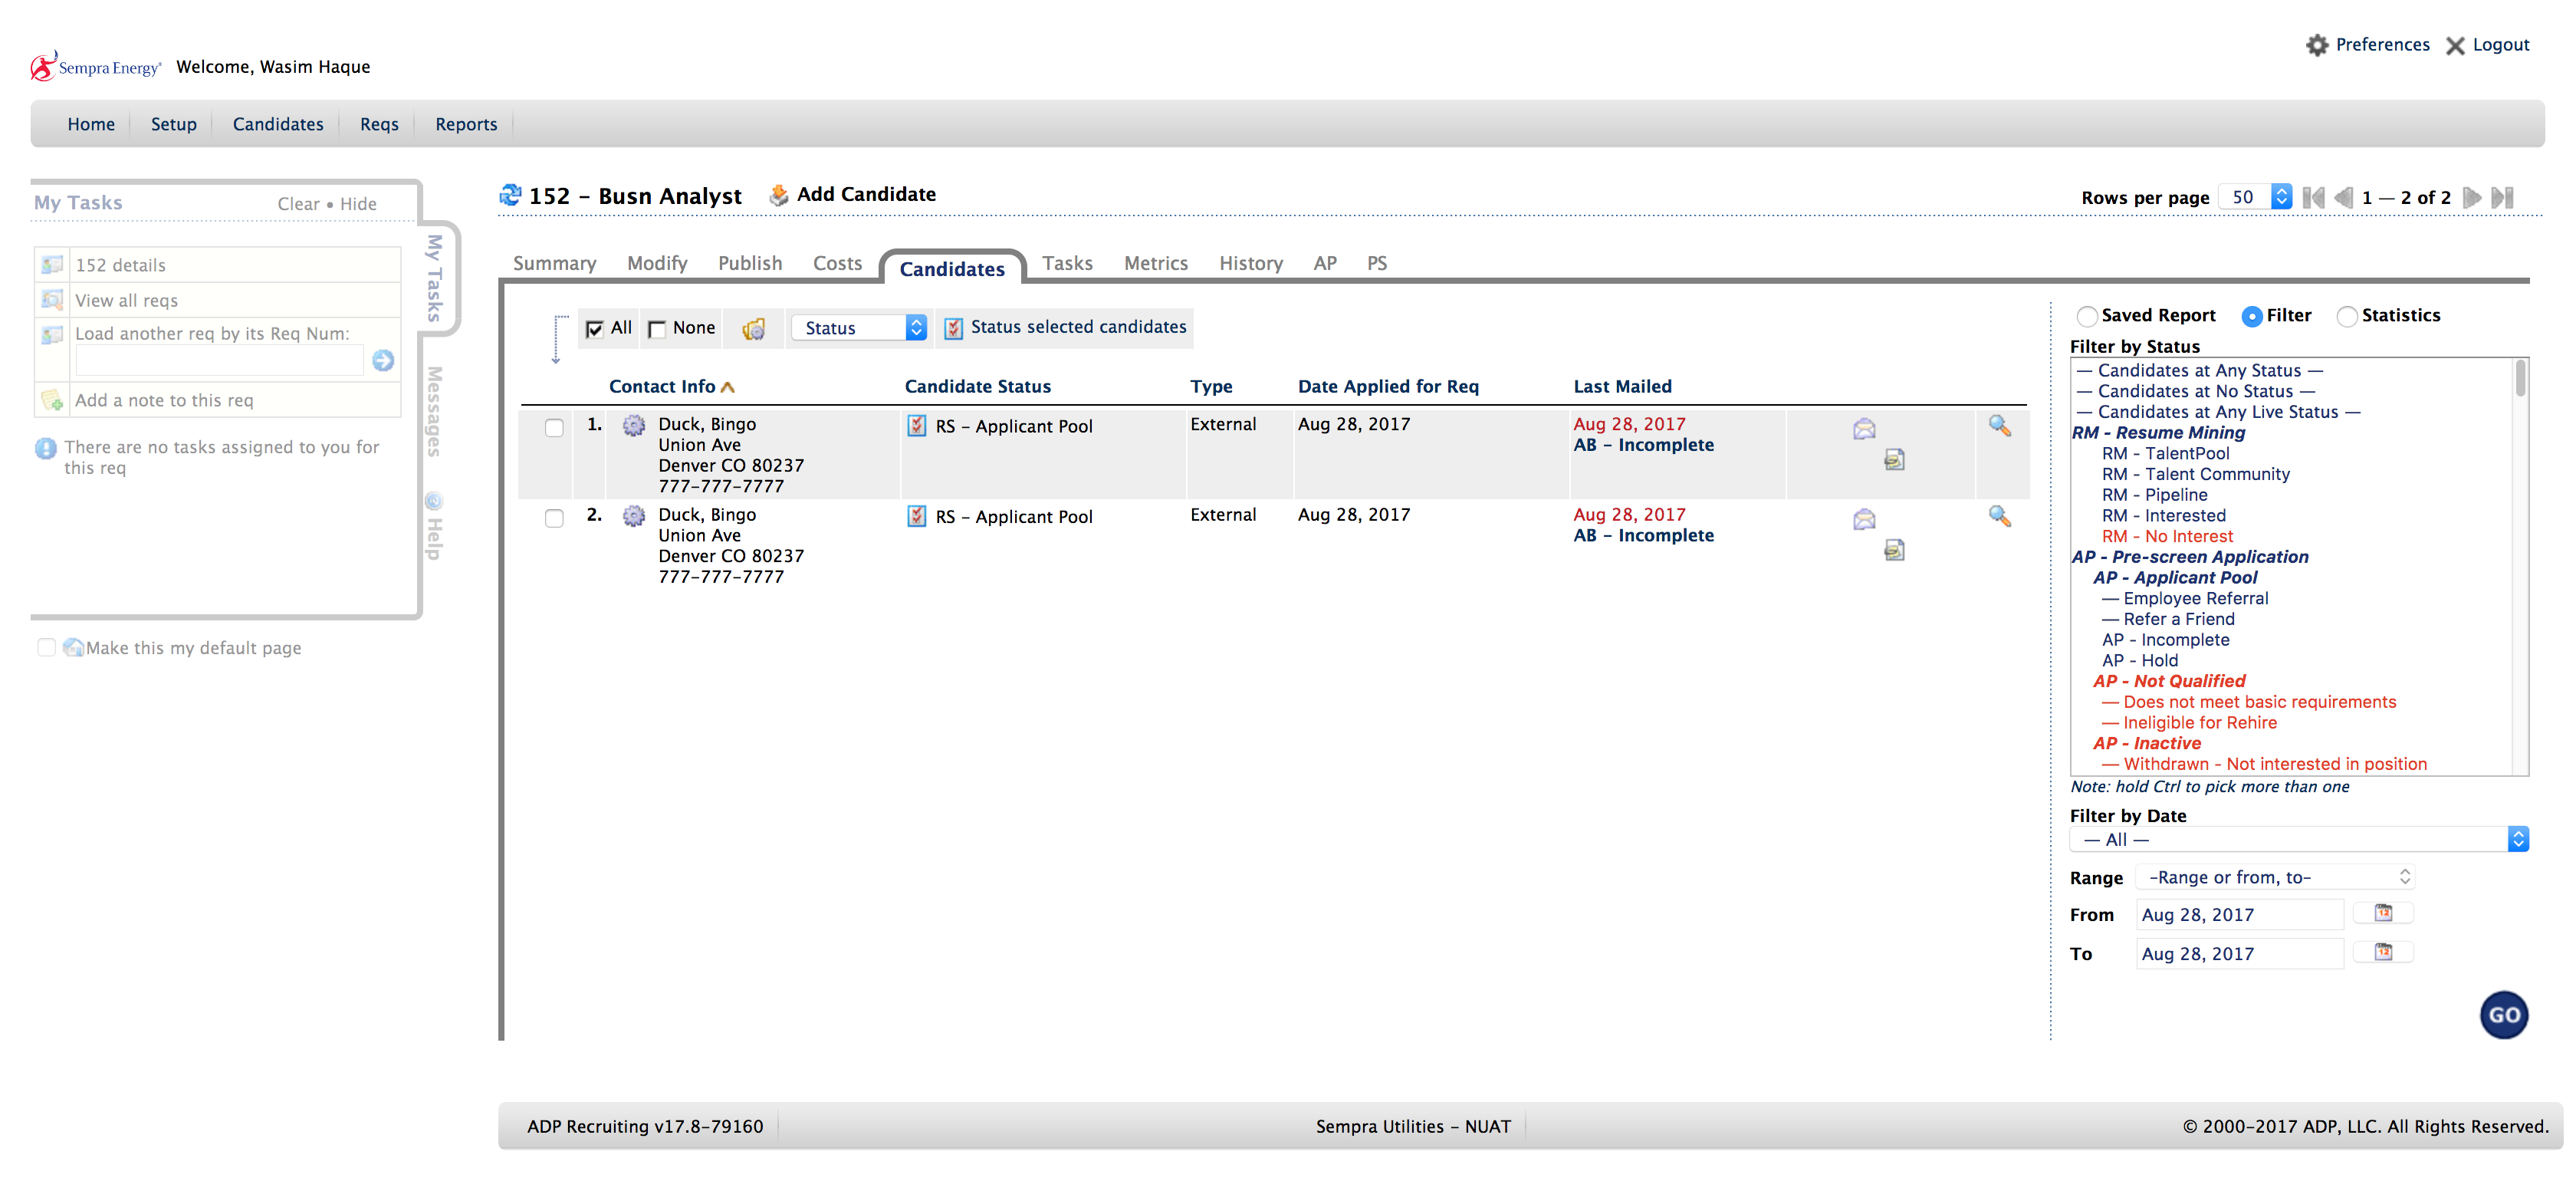 Preferences
Logout
Sempra Energy®
Welcome, Wasim Haque
Home
Setup
Candidates
Reqs
Reports
My Tasks
Clear • Hide
152 details
View all reqs
Load another req by its Req Num:
Add a note to this req
There are no tasks assigned to you for
this req
My Tasks
Messages
Help
Make this my default page
152 – Busn Analyst
Add Candidate
Rows per page
50
1 — 2 of 2
Summary
Modify
Publish
Costs
Candidates
Tasks
Metrics
History
AP
PS
All
None
Status
Status selected candidates
Contact Info
Candidate Status
Type
Date Applied for Req
Last Mailed
1.
Duck, Bingo
Union Ave
Denver CO 80237
777-777-7777
RS – Applicant Pool
External
Aug 28, 2017
Aug 28, 2017
AB – Incomplete
2.
Duck, Bingo
Union Ave
Denver CO 80237
777-777-7777
RS – Applicant Pool
External
Aug 28, 2017
Aug 28, 2017
AB – Incomplete
Saved Report
Filter
Statistics
Filter by Status
— Candidates at Any Status —
— Candidates at No Status —
— Candidates at Any Live Status —
RM - Resume Mining
RM - TalentPool
RM - Talent Community
RM - Pipeline
RM - Interested
RM - No Interest
AP - Pre-screen Application
AP - Applicant Pool
— Employee Referral
— Refer a Friend
AP - Incomplete
AP - Hold
AP - Not Qualified
— Does not meet basic requirements
— Ineligible for Rehire
AP - Inactive
— Withdrawn - Not interested in position
Note: hold Ctrl to pick more than one
Filter by Date
— All —
Range
–Range or from, to–
From
Aug 28, 2017
12
To
Aug 28, 2017
12
GO
ADP Recruiting v17.8–79160
Sempra Utilities – NUAT
© 2000–2017 ADP, LLC. All Rights Reserved.